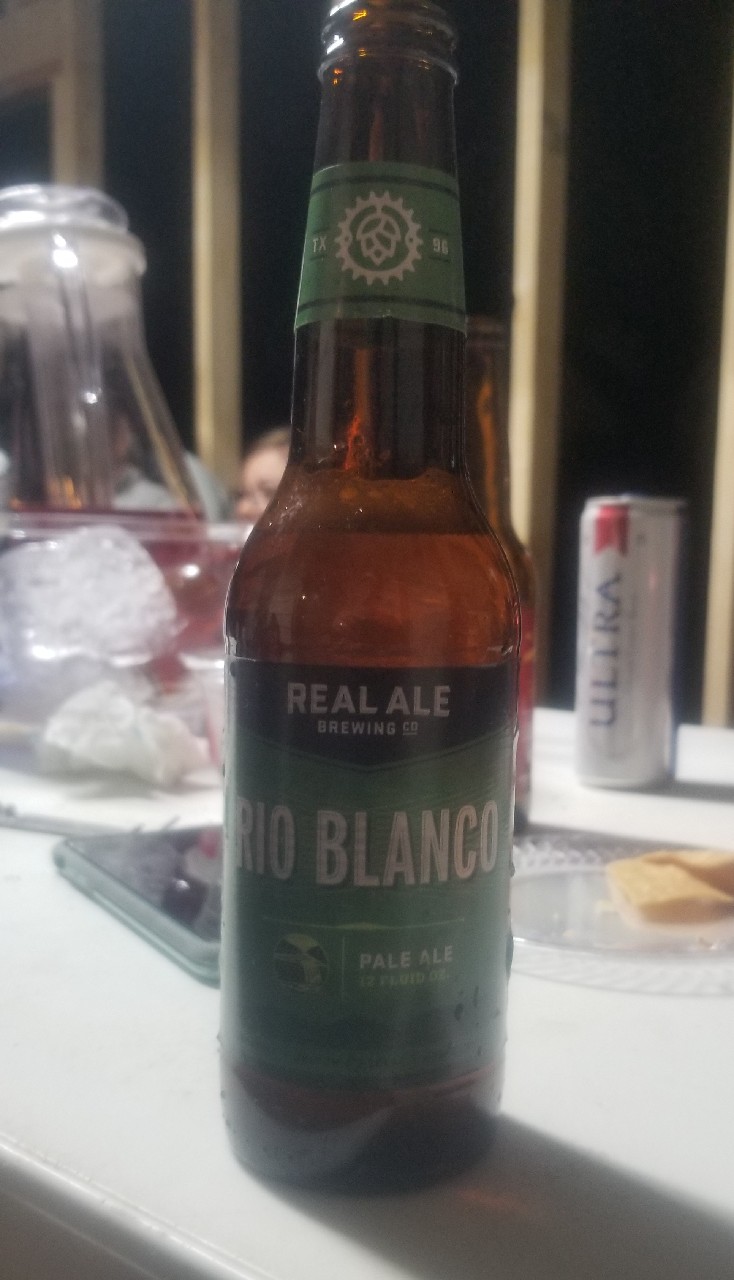 TX 96
REAL ALE
BREWING CO
RIO BLANCO
PALE ALE
12 FLUID OZ.
ULTRA